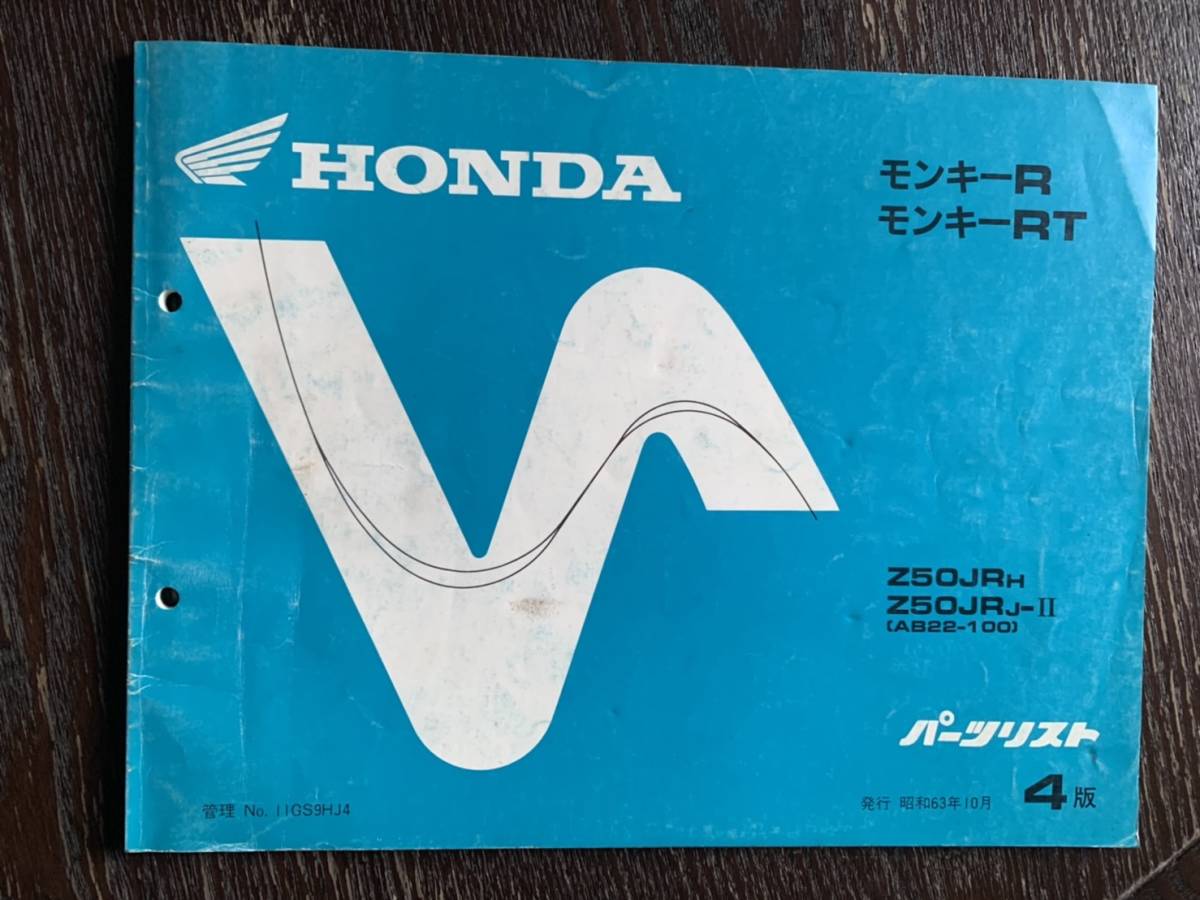 HONDA
モンキーR
モンキーRT
Z50JRH
Z50JRJ-II
(AB22-100)
パーツリスト
管理 No. 11GS9HJ4
発行 昭和63年10月 4版